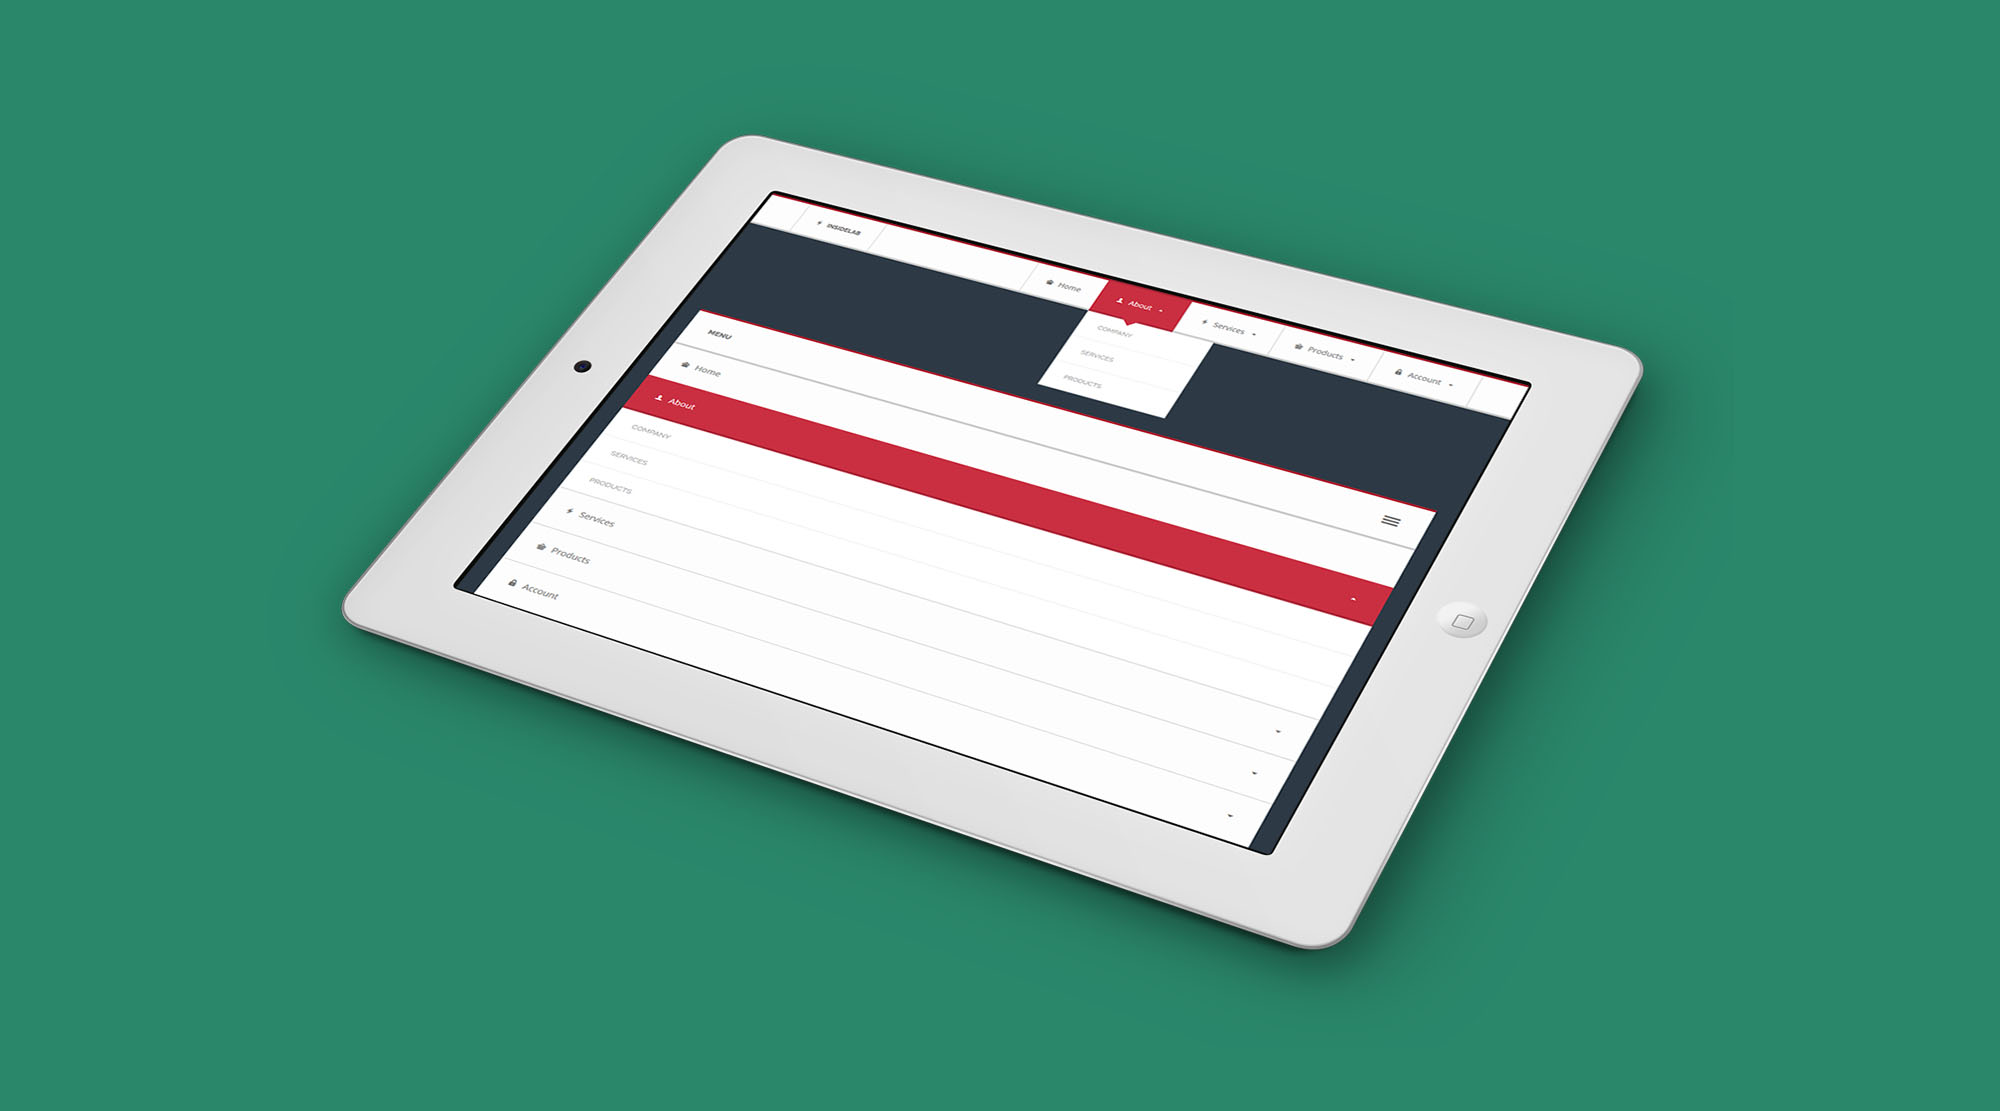 INSIDELAB
Home
About
Services
Products
Account
COMPANY
SERVICES
PRODUCTS
MENU
Home
About
COMPANY
SERVICES
PRODUCTS
Services
Products
Account